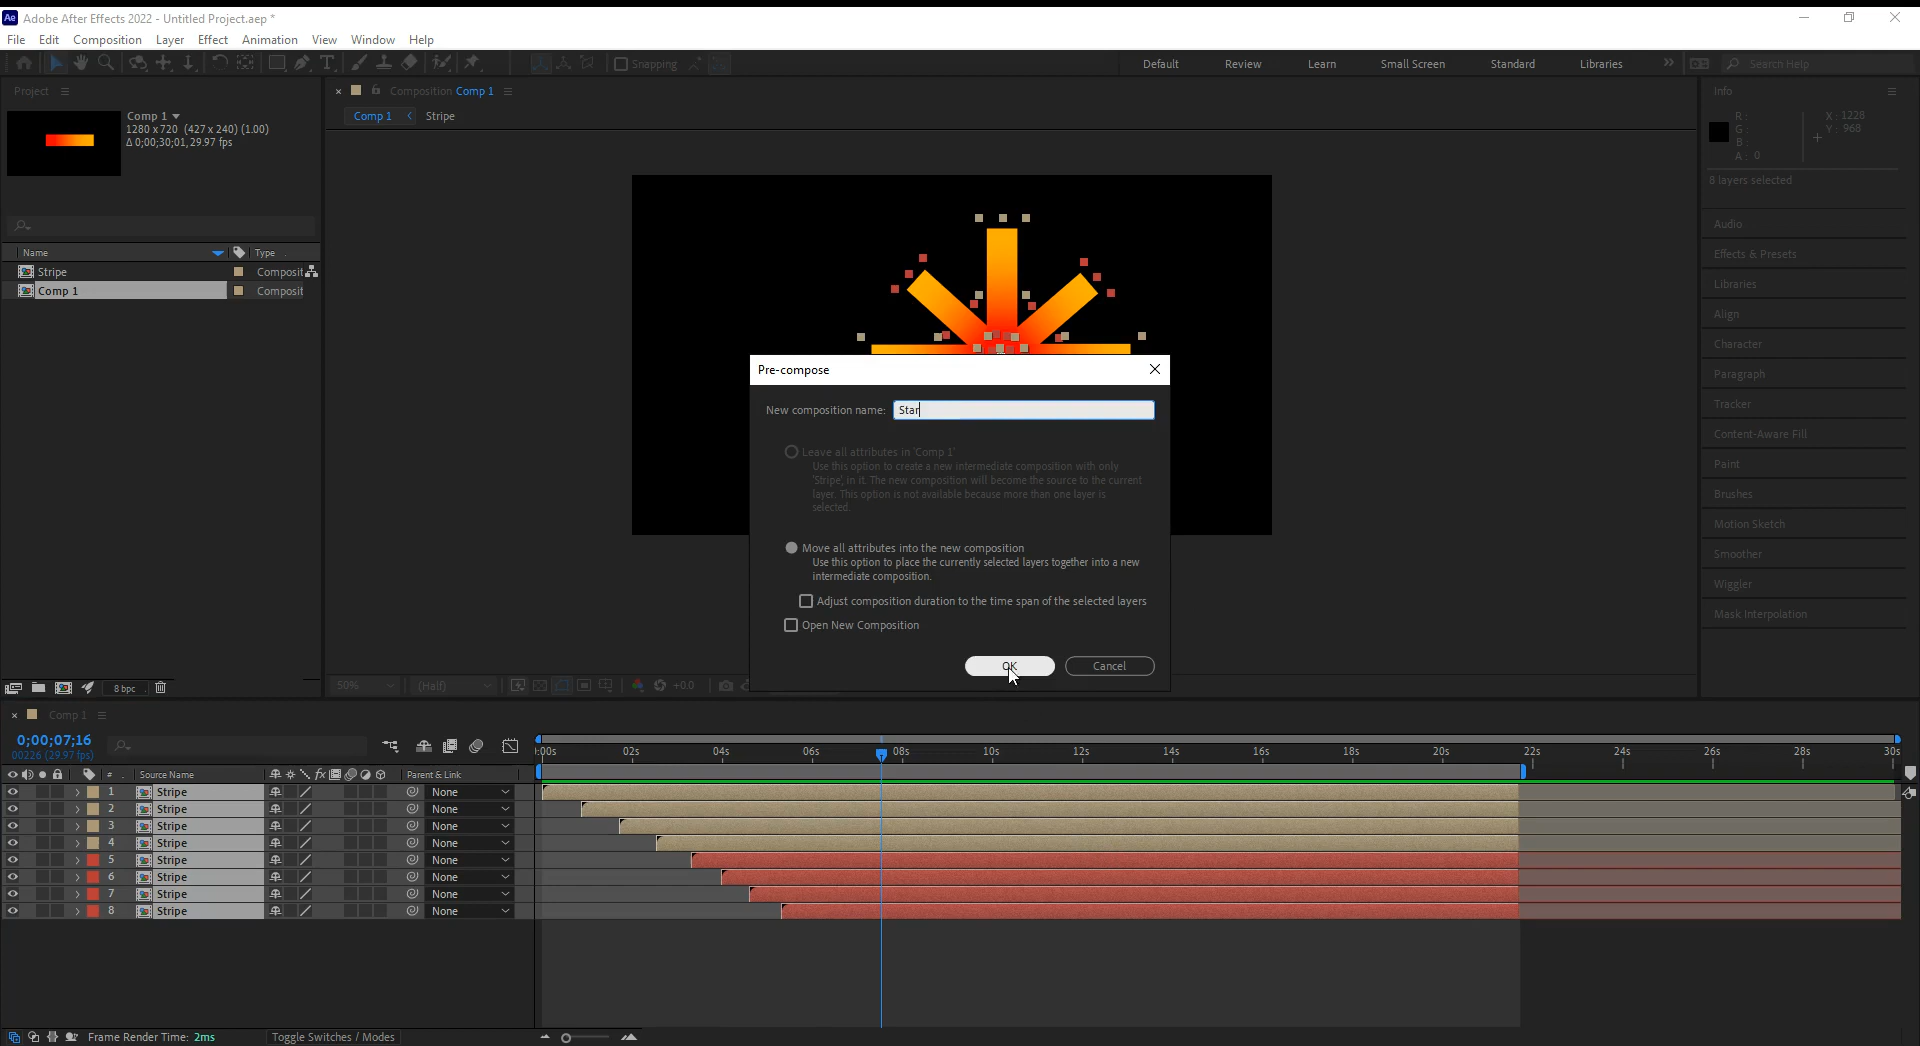 Ae Adobe After Effects 2022 - Untitled Project.aep *
File Edit Composition Layer Effect Animation View Window Help
Snapping Default Review Learn Small Screen Standard Libraries Search Help
Project
Composition Comp 1
Info
Comp 1
1280 x 720 (427 x 240) (1.00)
Δ 0;00;30;01, 29.97 fps
Comp 1 Stripe
R :
G :
B :
A : 0
X : 1228
Y : 968
8 layers selected
Audio
Effects & Presets
Libraries
Align
Character
Paragraph
Tracker
Content-Aware Fill
Paint
Brushes
Motion Sketch
Smoother
Wiggler
Mask Interpolation
Name Type
Stripe Composit
Comp 1 Composit
Pre-compose
New composition name: Star
Leave all attributes in 'Comp 1'
Use this option to create a new intermediate composition with only
'Stripe', in it. The new composition will become the source to the current
layer. This option is not available because more than one layer is
selected.
Move all attributes into the new composition
Use this option to place the currently selected layers together into a new
intermediate composition.
Adjust composition duration to the time span of the selected layers
Open New Composition
OK Cancel
8 bpc
50% (Half) +0.0
Comp 1
0;00;07;16
00226 (29.97 fps)
:00s 02s 04s 06s 08s 10s 12s 14s 16s 18s 20s 22s 24s 26s 28s 30s
# Source Name fx Parent & Link
1 Stripe None
2 Stripe None
3 Stripe None
4 Stripe None
5 Stripe None
6 Stripe None
7 Stripe None
8 Stripe None
Frame Render Time: 2ms Toggle Switches / Modes